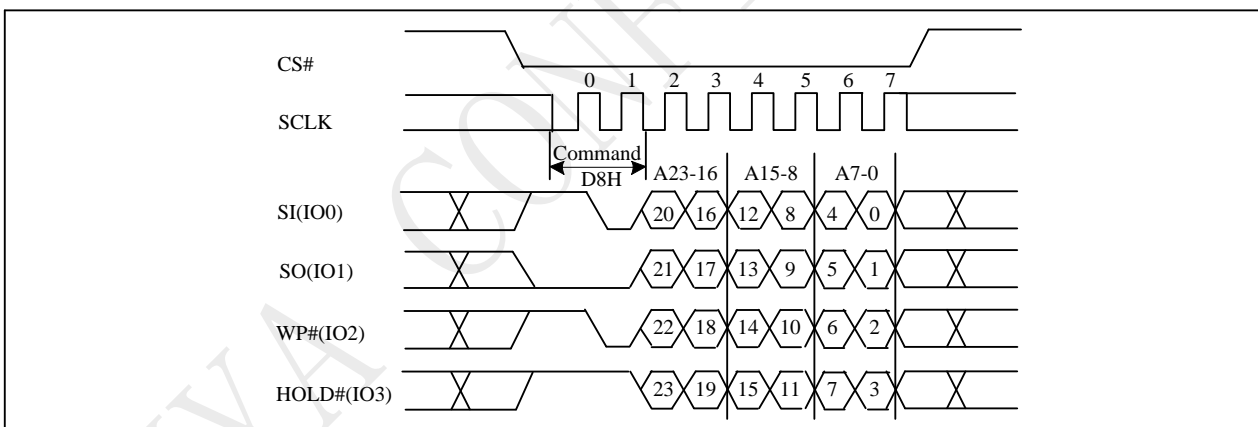 CS#
0 1 2 3 4 5 6 7
SCLK
Command
D8H
A23-16 A15-8 A7-0
SI(IO0) 20 16 12 8 4 0
SO(IO1) 21 17 13 9 5 1
WP#(IO2) 22 18 14 10 6 2
HOLD#(IO3) 23 19 15 11 7 3